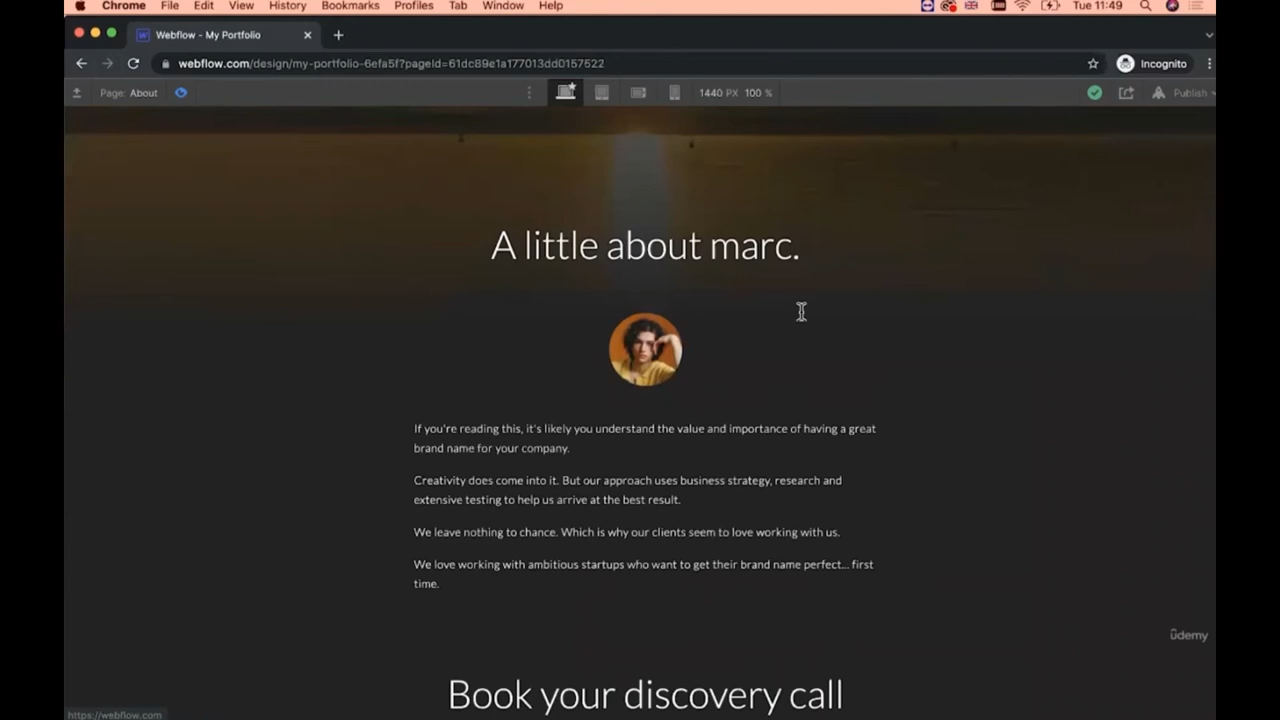 Chrome File Edit View History Bookmarks Profiles Tab Window Help Tue 11:49
Webflow - My Portfolio
webflow.com/design/my-portfolio-6efa5f?pageId=61dc89e1a177013dd0157622 Incognito
Page: About 1440 PX 100 % Publish
A little about marc.
If you're reading this, it's likely you understand the value and importance of having a great
brand name for your company.
Creativity does come into it. But our approach uses business strategy, research and
extensive testing to help us arrive at the best result.
We leave nothing to chance. Which is why our clients seem to love working with us.
We love working with ambitious startups who want to get their brand name perfect... first
time.
ûdemy
Book your discovery call
https://webflow.com